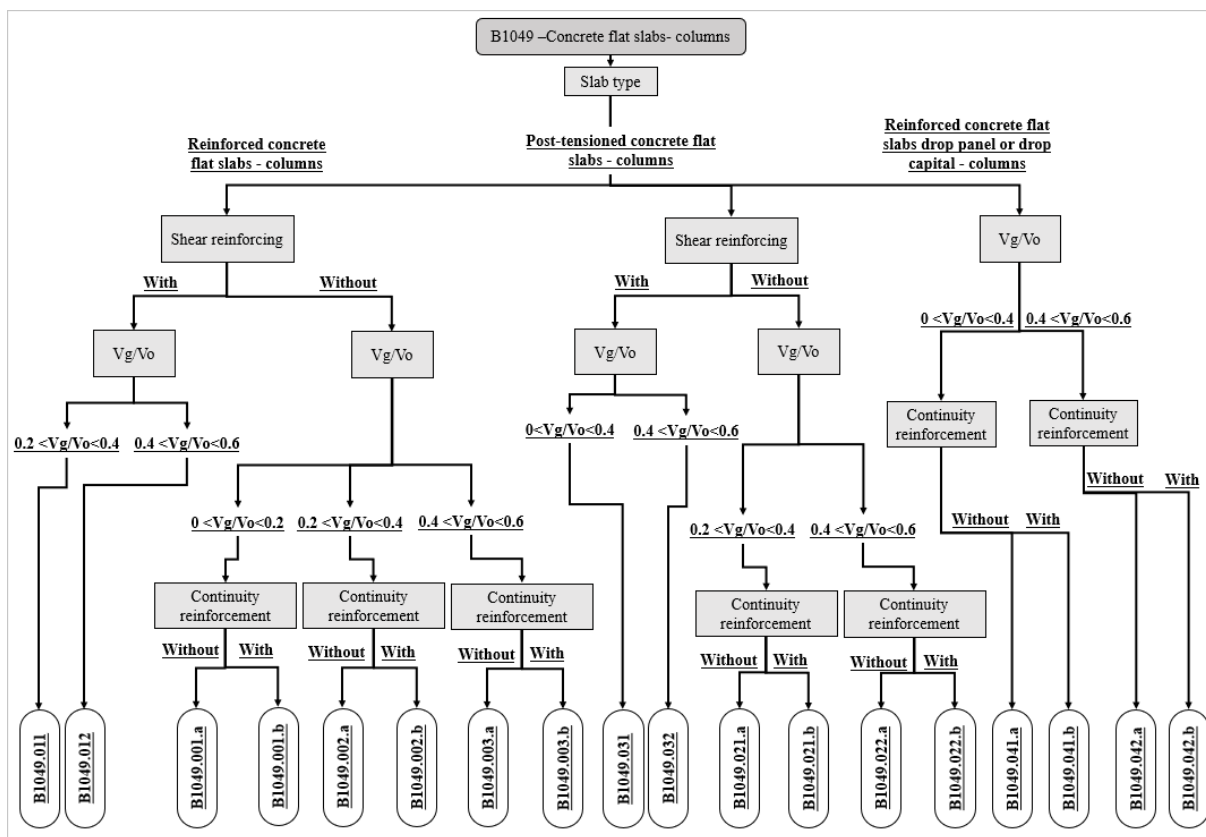 B1049 –Concrete flat slabs- columns
Slab type
Reinforced concrete
flat slabs - columns
Post-tensioned concrete flat
slabs - columns
Reinforced concrete flat
slabs drop panel or drop
capital - columns
Shear reinforcing
Shear reinforcing
Vg/Vo
With
Without
With
Without
0 <Vg/Vo<0.4
0.4 <Vg/Vo<0.6
Vg/Vo
Vg/Vo
Vg/Vo
Vg/Vo
Continuity
reinforcement
Continuity
reinforcement
0.2 <Vg/Vo<0.4
0.4 <Vg/Vo<0.6
0<Vg/Vo<0.4
0.4 <Vg/Vo<0.6
Without
With
0 <Vg/Vo<0.2
0.2 <Vg/Vo<0.4
0.4 <Vg/Vo<0.6
0.2 <Vg/Vo<0.4
0.4 <Vg/Vo<0.6
Without
With
Continuity
reinforcement
Continuity
reinforcement
Continuity
reinforcement
Continuity
reinforcement
Continuity
reinforcement
Without
With
Without
With
Without
With
Without
With
Without
With
B1049.011
B1049.012
B1049.001.a
B1049.001.b
B1049.002.a
B1049.002.b
B1049.003.a
B1049.003.b
B1049.031
B1049.032
B1049.021.a
B1049.021.b
B1049.022.a
B1049.022.b
B1049.041.a
B1049.041.b
B1049.042.a
B1049.042.b